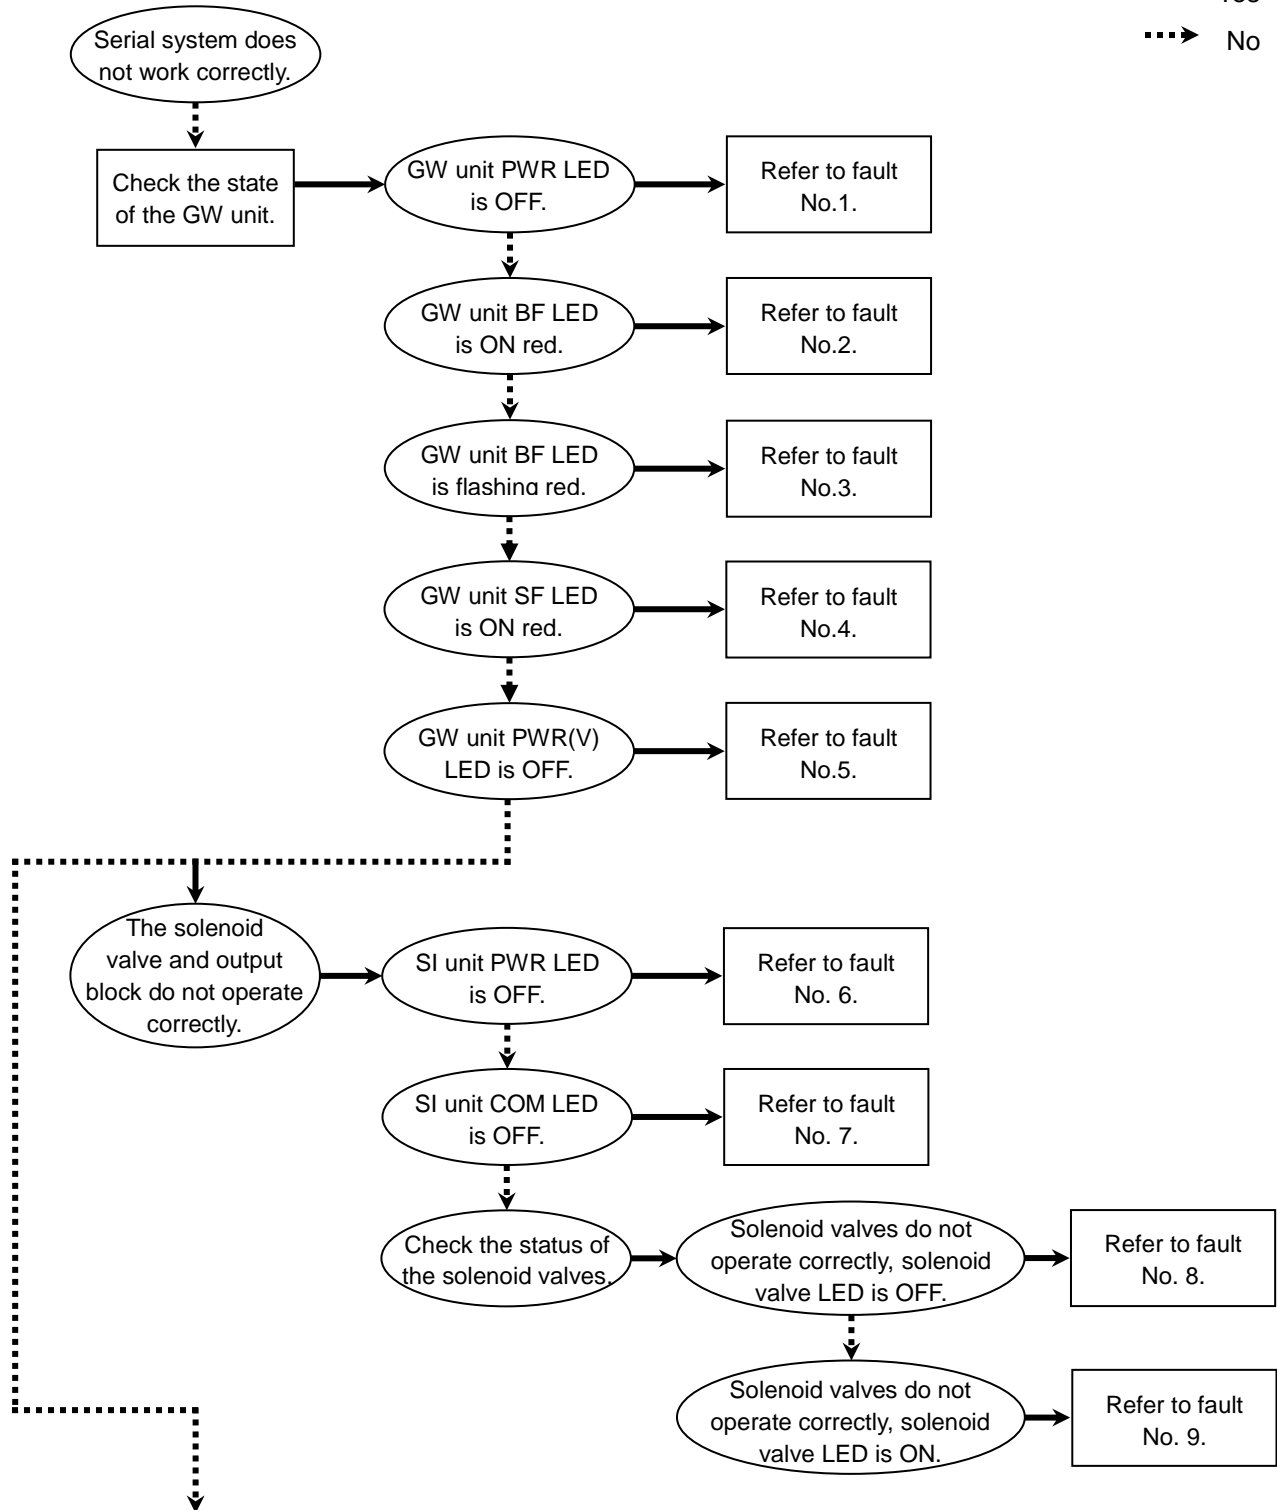 Yes
No
Serial system does
not work correctly.
Check the state
of the GW unit.
GW unit PWR LED
is OFF.
Refer to fault
No.1.
GW unit BF LED
is ON red.
Refer to fault
No.2.
GW unit BF LED
is flashing red.
Refer to fault
No.3.
GW unit SF LED
is ON red.
Refer to fault
No.4.
GW unit PWR(V)
LED is OFF.
Refer to fault
No.5.
The solenoid
valve and output
block do not operate
correctly.
SI unit PWR LED
is OFF.
Refer to fault
No. 6.
SI unit COM LED
is OFF.
Refer to fault
No. 7.
Check the status of
the solenoid valves.
Solenoid valves do not
operate correctly, solenoid
valve LED is OFF.
Refer to fault
No. 8.
Solenoid valves do not
operate correctly, solenoid
valve LED is ON.
Refer to fault
No. 9.